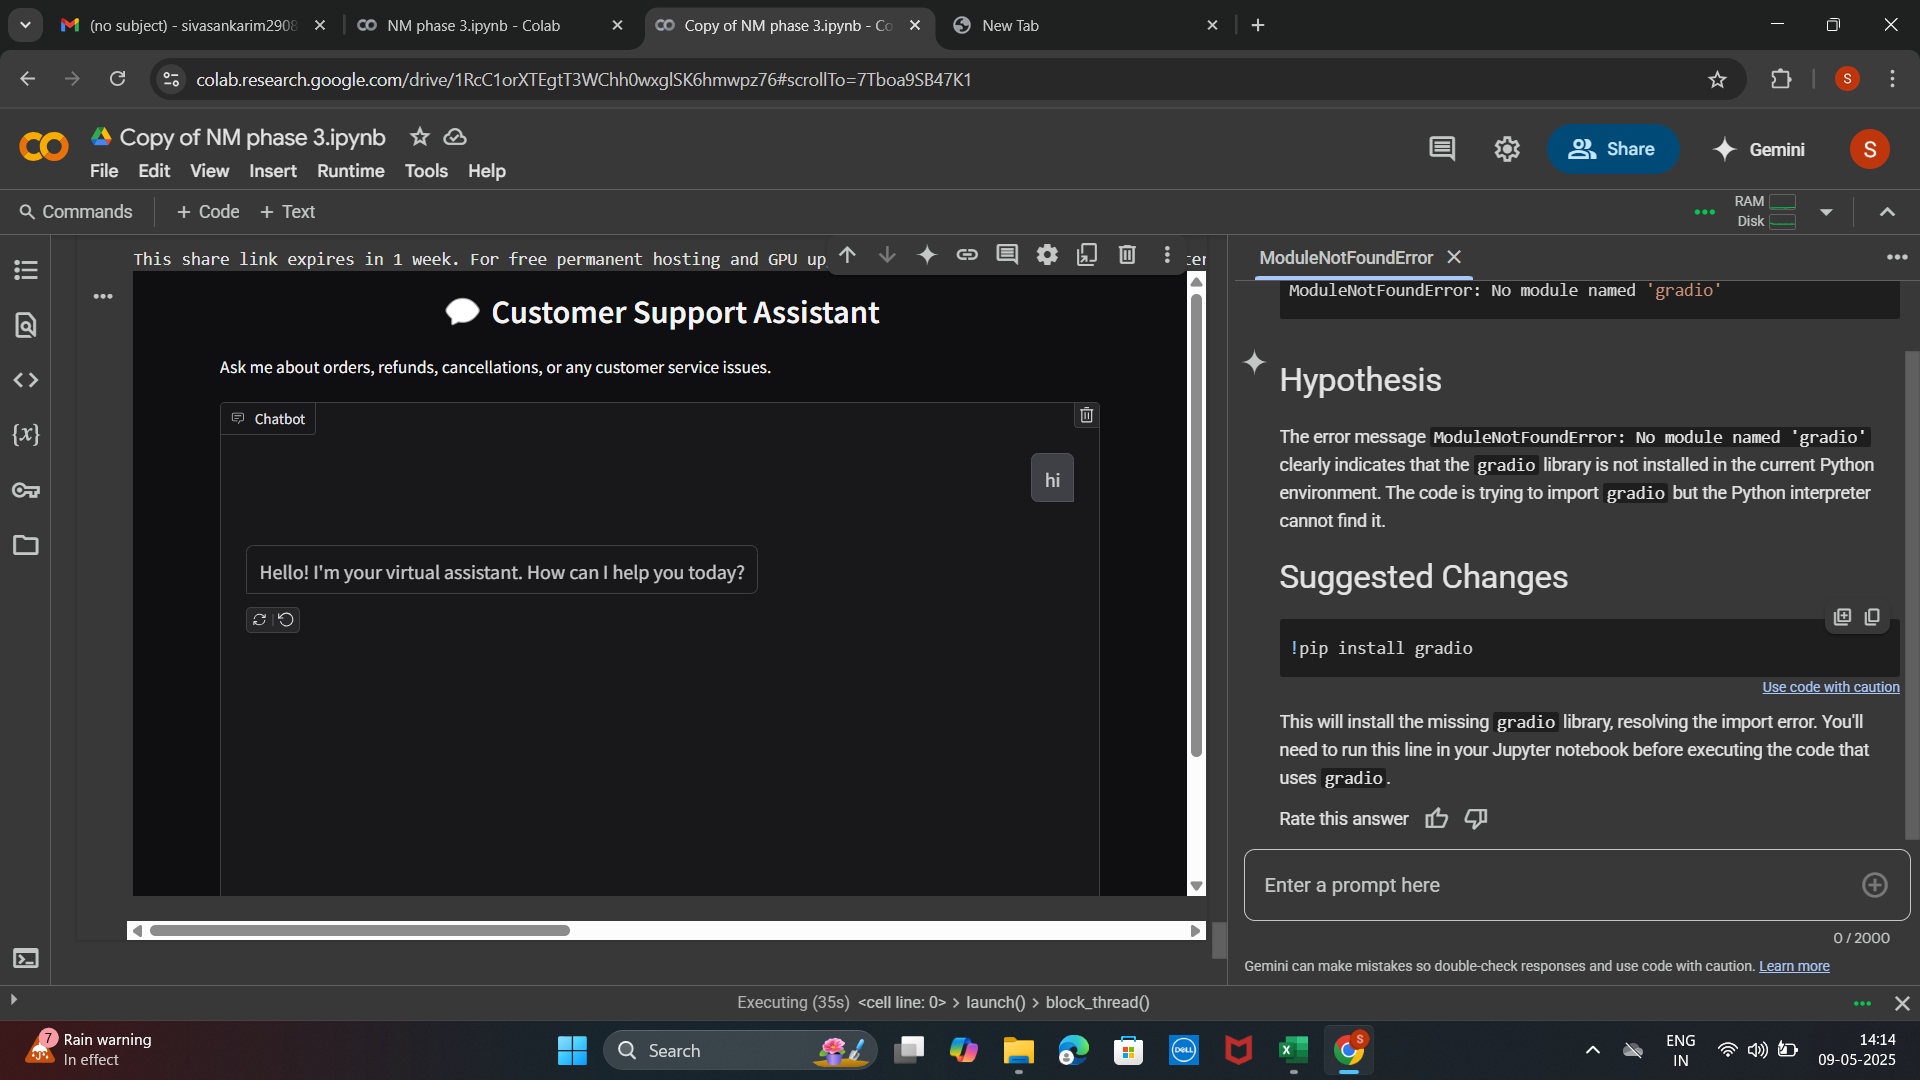 (no subject) - sivasankarim2908
NM phase 3.ipynb - Colab
Copy of NM phase 3.ipynb - Co
New Tab
colab.research.google.com/drive/1RcC1orXTEgtT3WChh0wxglSK6hmwpz76#scrollTo=7Tboa9SB47K1
S
Copy of NM phase 3.ipynb
File Edit View Insert Runtime Tools Help
Share
Gemini
S
Commands
+ Code + Text
RAM
Disk
This share link expires in 1 week. For free permanent hosting and GPU up
💬 Customer Support Assistant
Ask me about orders, refunds, cancellations, or any customer service issues.
Chatbot
hi
Hello! I'm your virtual assistant. How can I help you today?
ModuleNotFoundError
ModuleNotFoundError: No module named 'gradio'
Hypothesis
The error message ModuleNotFoundError: No module named 'gradio'
clearly indicates that the gradio library is not installed in the current Python
environment. The code is trying to import gradio but the Python interpreter
cannot find it.
Suggested Changes
!pip install gradio
Use code with caution
This will install the missing gradio library, resolving the import error. You'll
need to run this line in your Jupyter notebook before executing the code that
uses gradio.
Rate this answer
Enter a prompt here
0 / 2000
Gemini can make mistakes so double-check responses and use code with caution. Learn more
Executing (35s) <cell line: 0> > launch() > block_thread()
7
Rain warning
In effect
Search
DELL
S
ENG
IN
14:14
09-05-2025